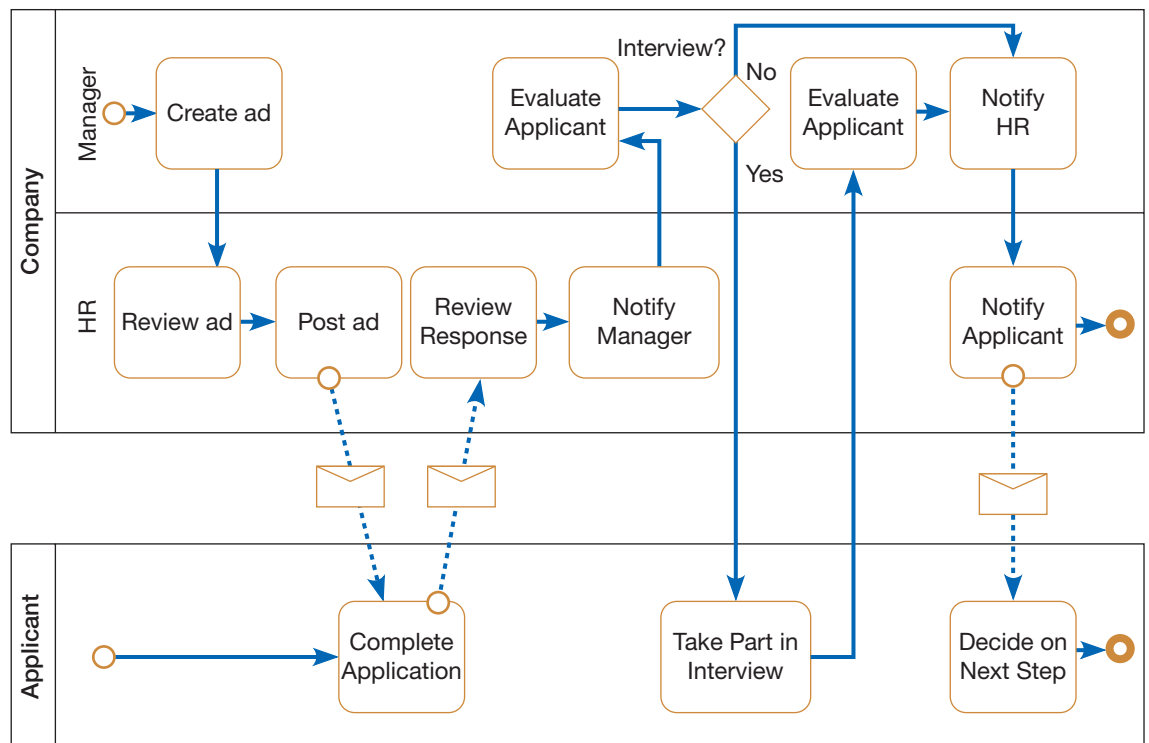 Company
Manager
Create ad
Evaluate
Applicant
Interview?
No
Yes
Evaluate
Applicant
Notify
HR
HR
Review ad
Post ad
Review
Response
Notify
Manager
Notify
Applicant
Applicant
Complete
Application
Take Part in
Interview
Decide on
Next Step